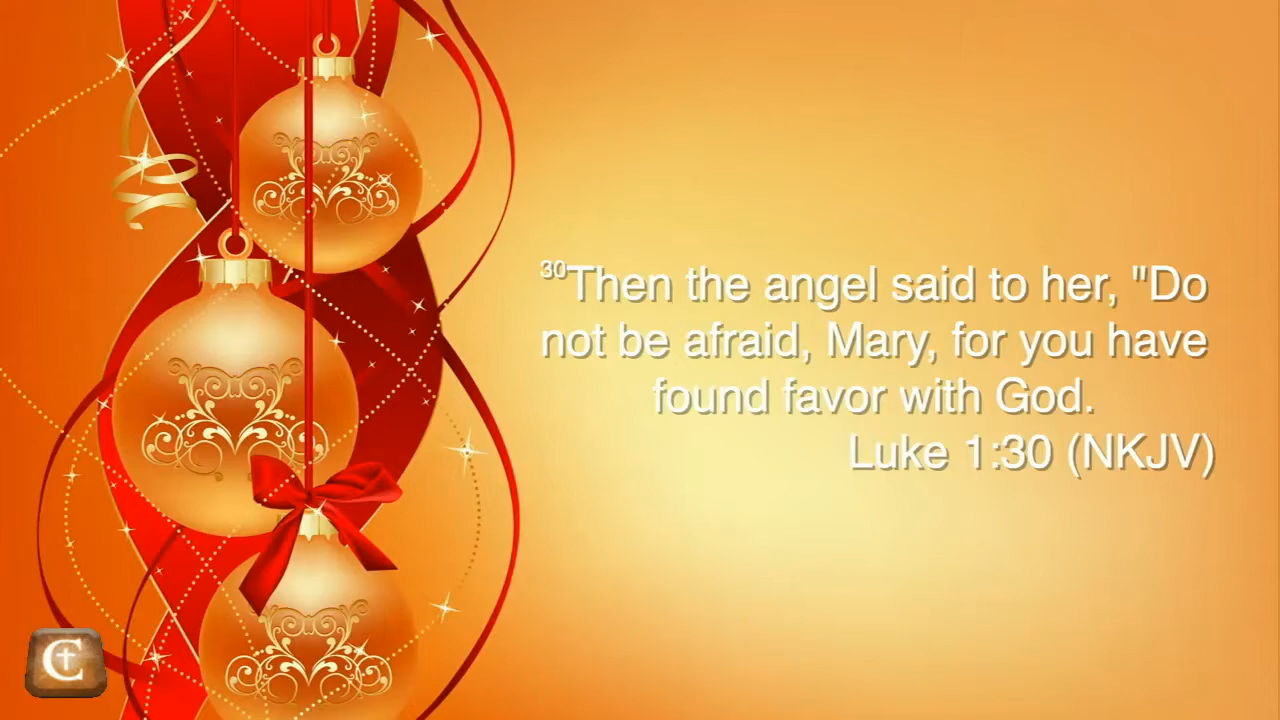 ³⁰Then the angel said to her, "Do
not be afraid, Mary, for you have
found favor with God.
Luke 1:30 (NKJV)
C